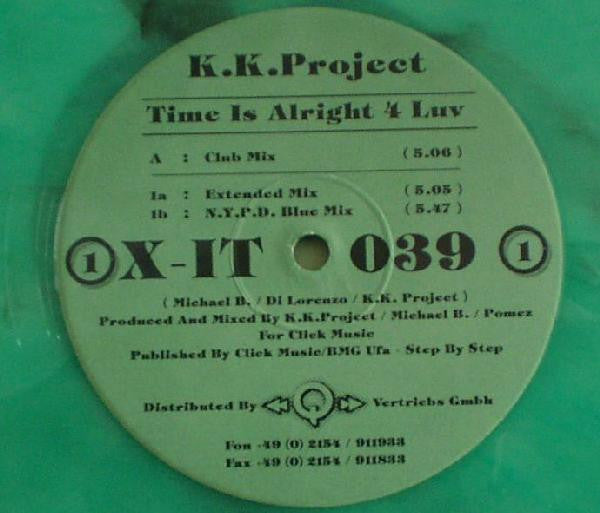 K.K.Project
Time Is Alright 4 Luv
A : Club Mix (5.06)
1a : Extended Mix (5.05)
1b : N.Y.P.D. Blue Mix (5.47)
1 X-IT 039 1
( Michael B. / Di Lorenzo / K.K. Project )
Produced And Mixed By K.K.Project / Michael B. / Pomez
For Click Music
Published By Click Music/BMG Ufa - Step By Step
Distributed By Q Vertriebs Gmbh
Fon +49 (0) 2154 / 911933
Fax +49 (0) 2154 / 911833